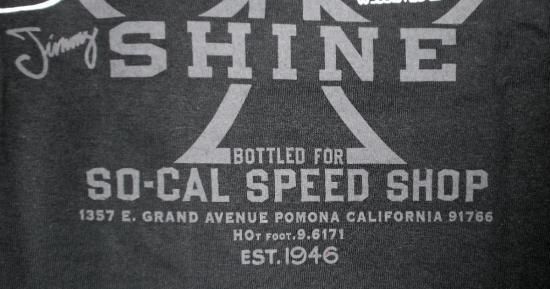 Jimmy
SHINE
BOTTLED FOR
SO-CAL SPEED SHOP
1357 E. GRAND AVENUE POMONA CALIFORNIA 91766
HOT FOOT.9.6171
EST.1946